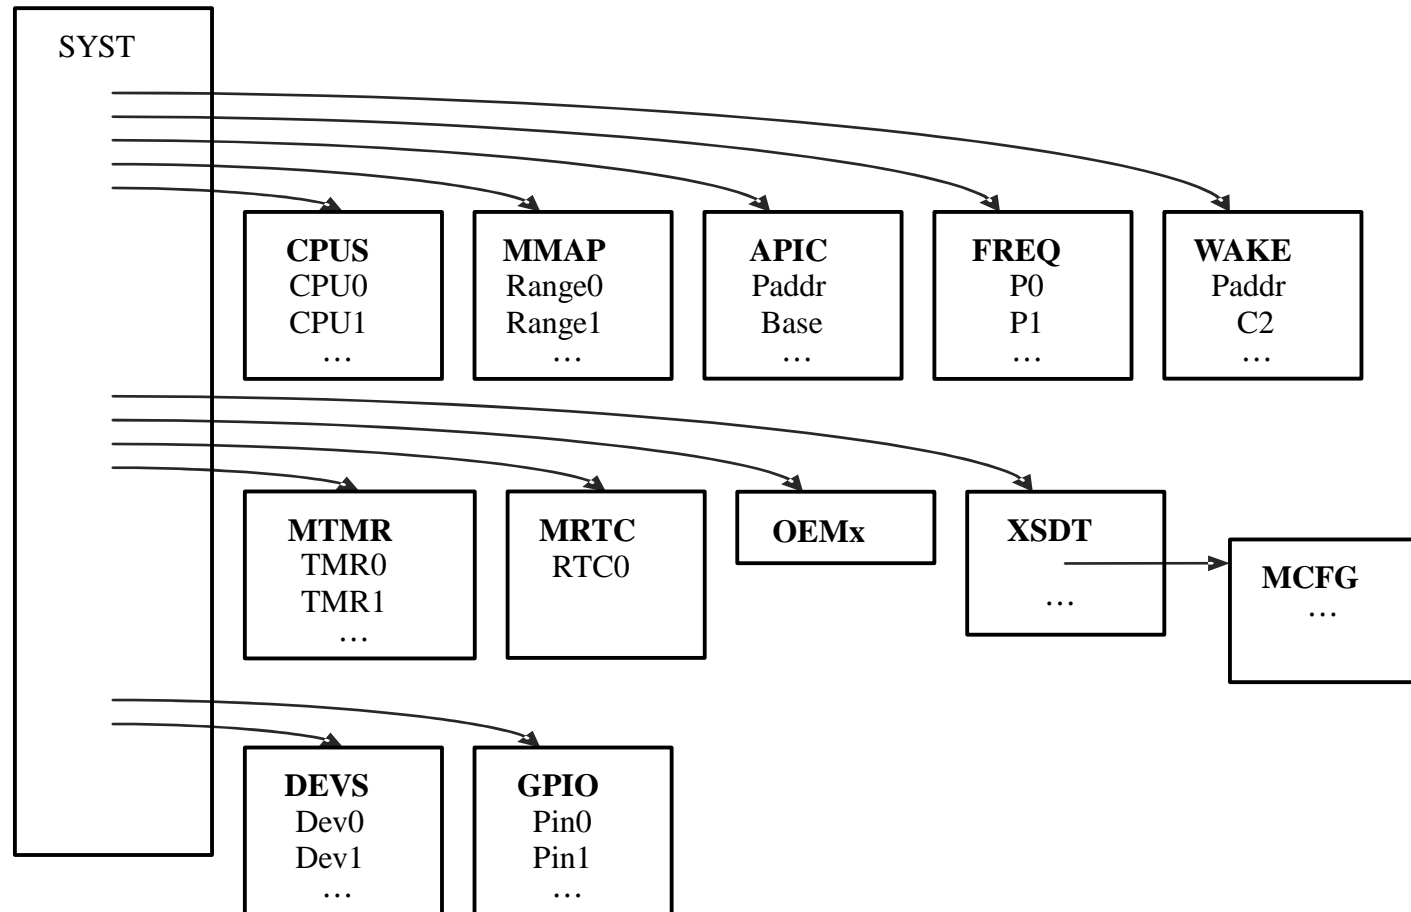 SYST
CPUS
CPU0
CPU1
…
MMAP
Range0
Range1
…
APIC
Paddr
Base
…
FREQ
P0
P1
…
WAKE
Paddr
C2
…
MTMR
TMR0
TMR1
…
MRTC
RTC0
OEMx
XSDT
…
MCFG
…
DEVS
Dev0
Dev1
…
GPIO
Pin0
Pin1
…